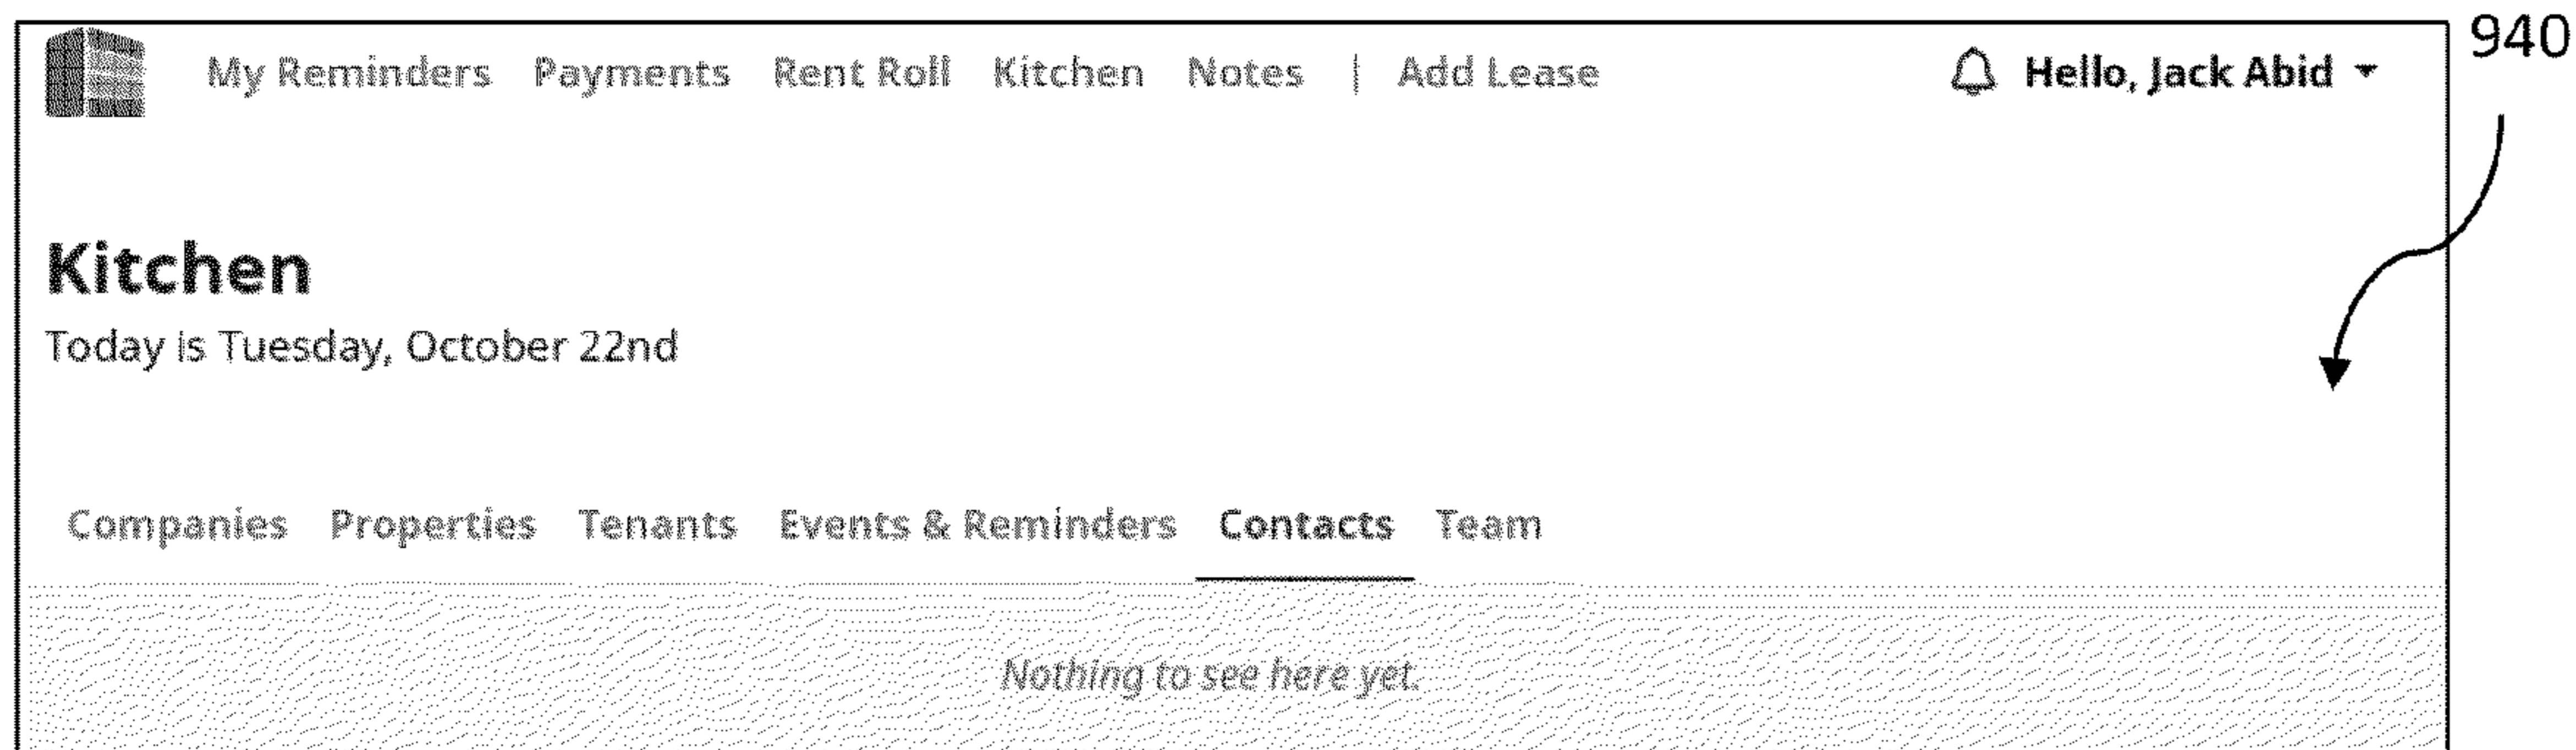 My Reminders Payments Rent Roll Kitchen Notes | Add Lease Hello, Jack Abid
940
Kitchen
Today is Tuesday, October 22nd
Companies Properties Tenants Events & Reminders Contacts Team
Nothing to see here yet.